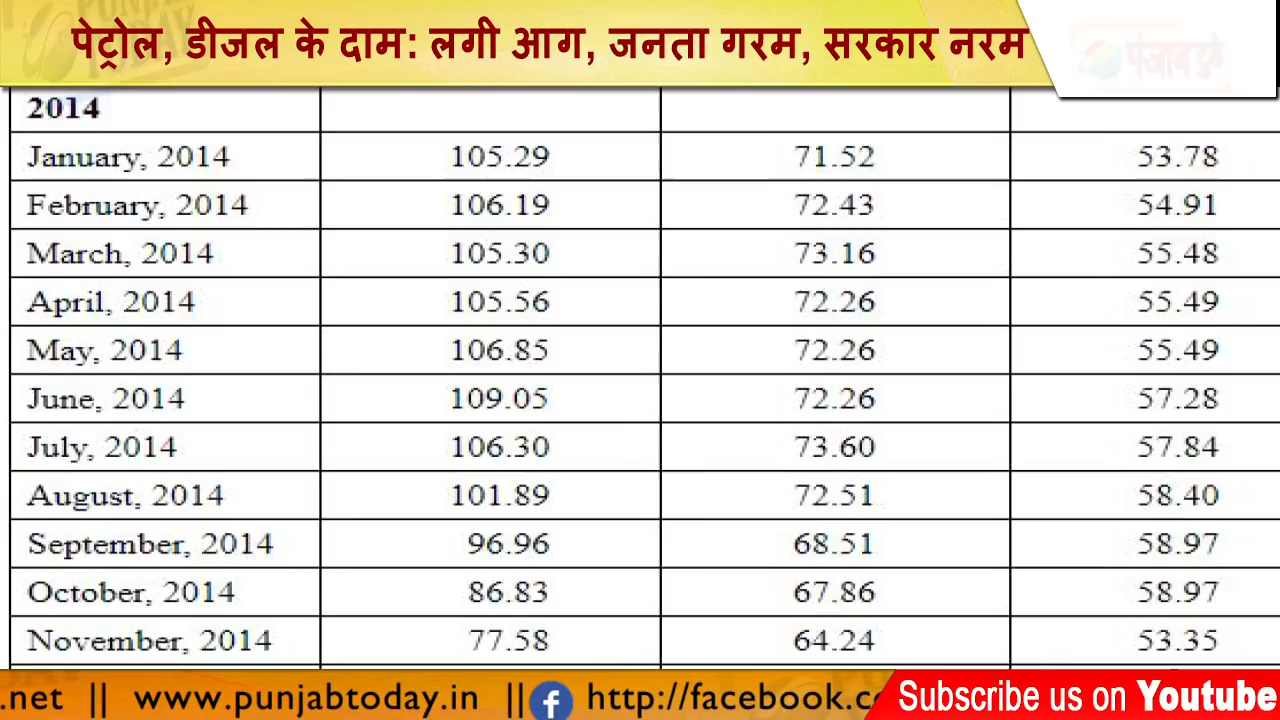 पेट्रोल, डीजल के दाम: लगी आग, जनता गरम, सरकार नरम
2014
January, 2014 105.29 71.52 53.78
February, 2014 106.19 72.43 54.91
March, 2014 105.30 73.16 55.48
April, 2014 105.56 72.26 55.49
May, 2014 106.85 72.26 55.49
June, 2014 109.05 72.26 57.28
July, 2014 106.30 73.60 57.84
August, 2014 101.89 72.51 58.40
September, 2014 96.96 68.51 58.97
October, 2014 86.83 67.86 58.97
November, 2014 77.58 64.24 53.35
.net || www.punjabtoday.in || http://facebook.c
Subscribe us on Youtube